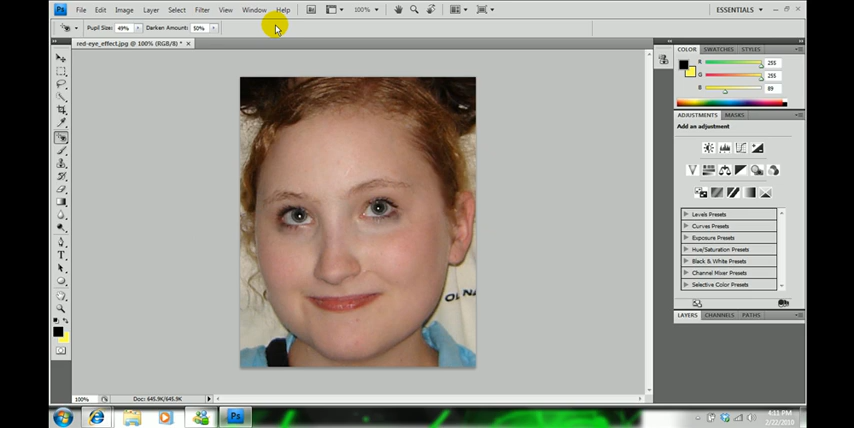 Ps File Edit Image Layer Select Filter View Window Help 100% ESSENTIALS
Pupil Size: 49% Darken Amount: 50%
red-eye_effect.jpg @ 100% (RGB/8) *
COLOR SWATCHES STYLES
R 255
G 255
B 89
ADJUSTMENTS MASKS
Add an adjustment
Levels Presets
Curves Presets
Exposure Presets
Hue/Saturation Presets
Black & White Presets
Channel Mixer Presets
Selective Color Presets
LAYERS CHANNELS PATHS
100% Doc: 645.9K/645.9K
Ps
4:11 PM
2/22/2010